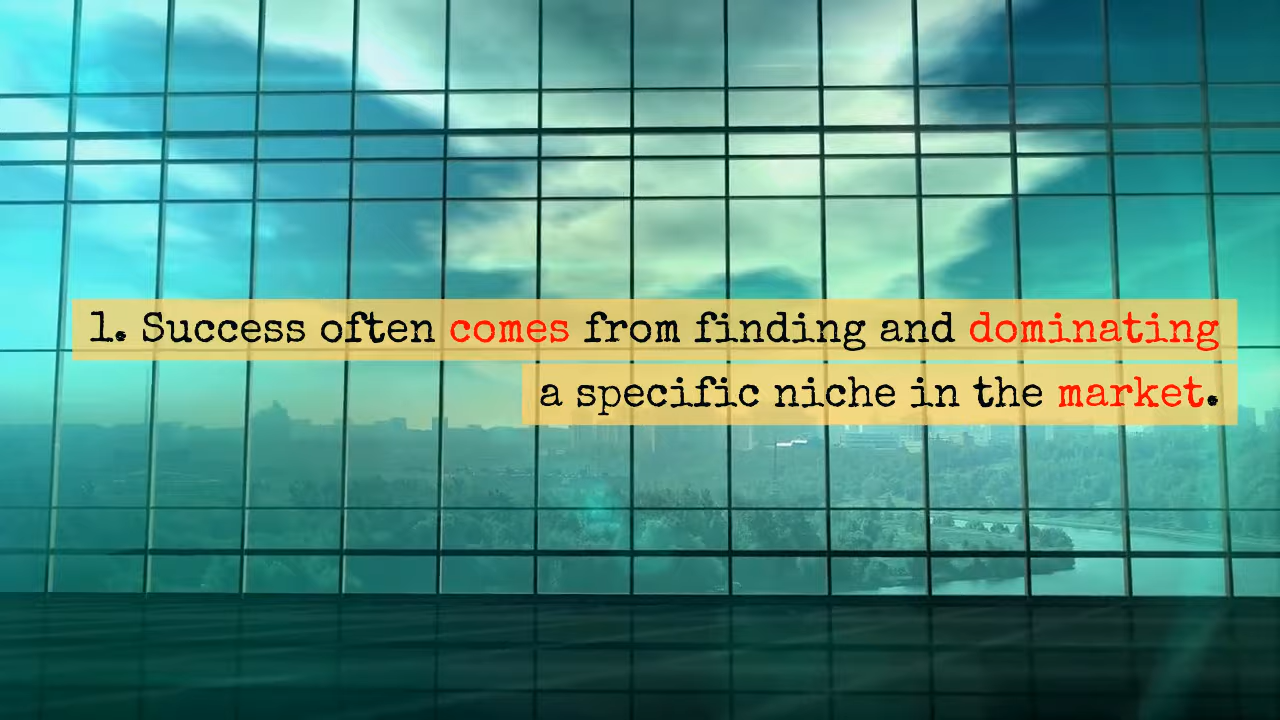 1. Success often comes from finding and dominating
a specific niche in the market.